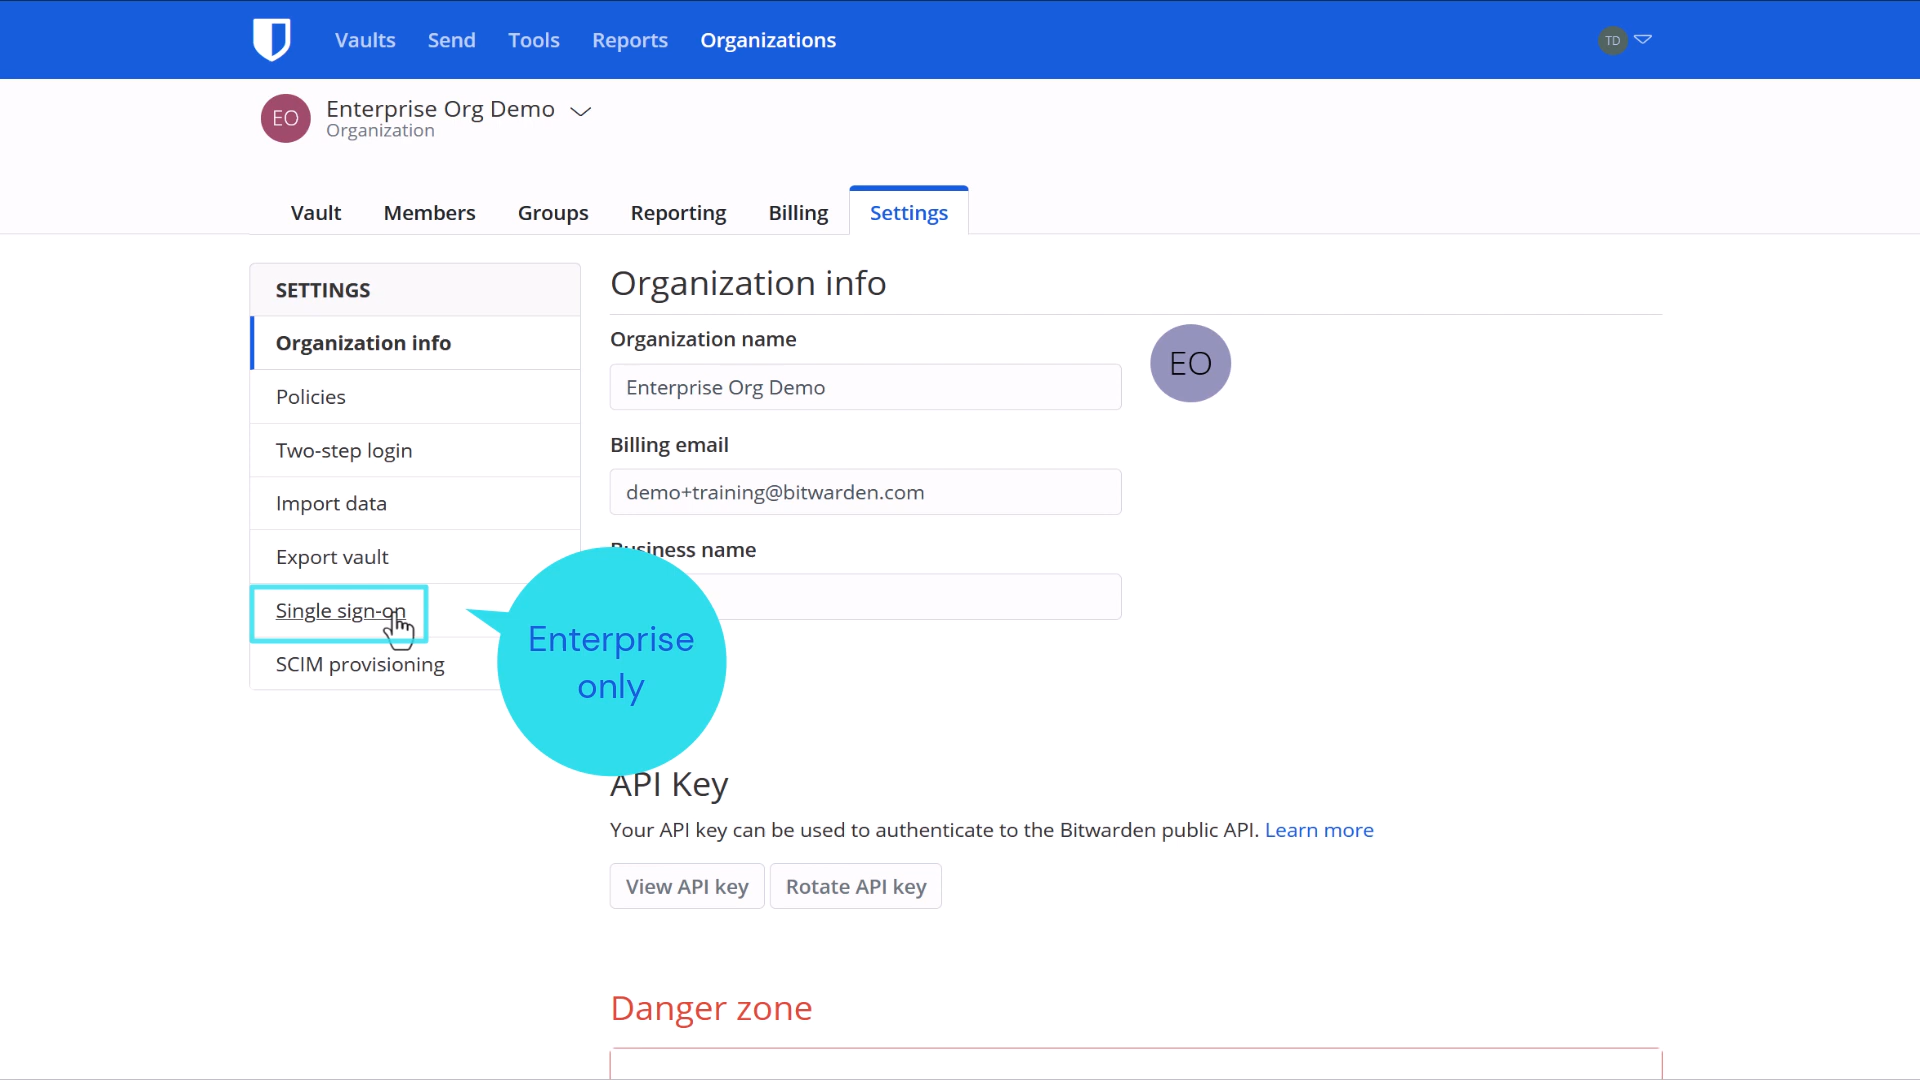 Vaults Send Tools Reports Organizations TD
EO Enterprise Org Demo
Organization
Vault Members Groups Reporting Billing Settings
SETTINGS
Organization info
Policies
Two-step login
Import data
Export vault
Single sign-on
SCIM provisioning
Enterprise
only
Organization info
Organization name
Enterprise Org Demo
EO
Billing email
demo+training@bitwarden.com
Business name
API Key
Your API key can be used to authenticate to the Bitwarden public API. Learn more
View API key Rotate API key
Danger zone